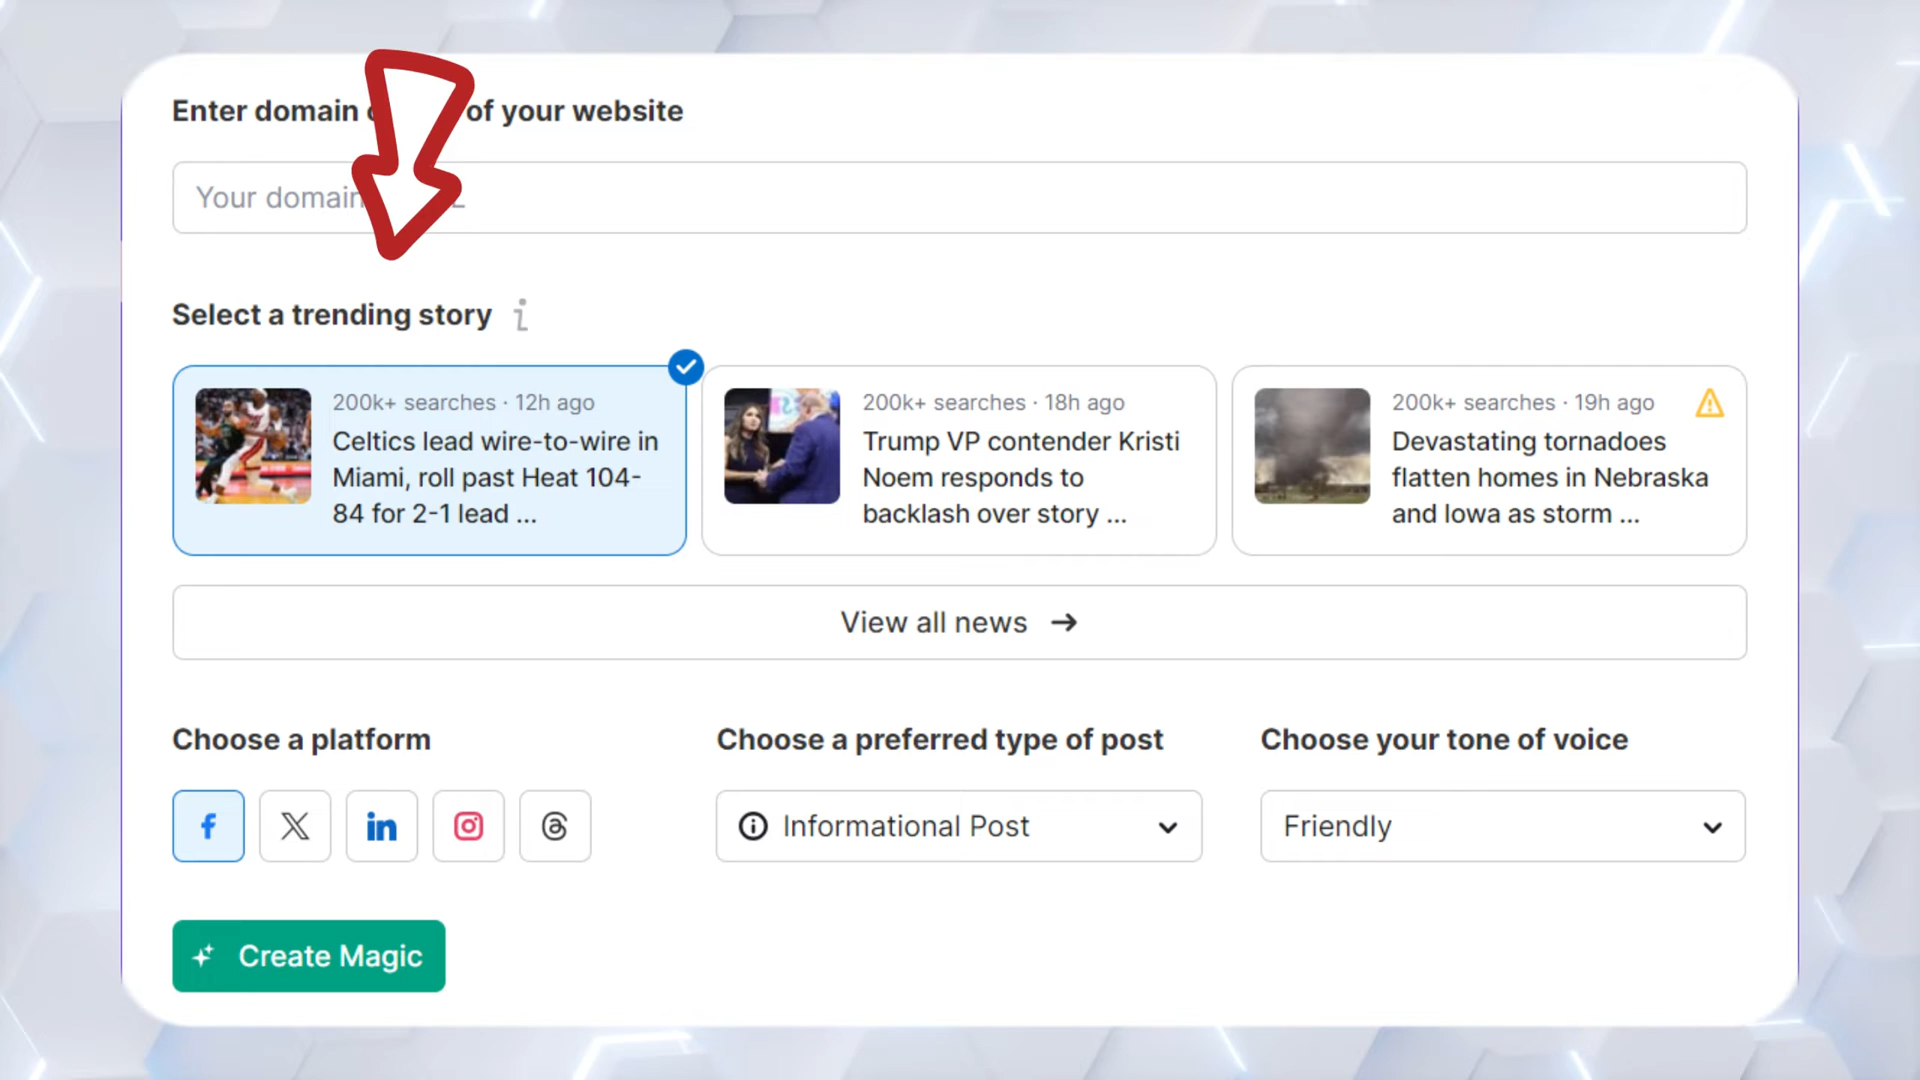 Enter domain of your website
Your domain
Select a trending story
200k+ searches · 12h ago
Celtics lead wire-to-wire in
Miami, roll past Heat 104-
84 for 2-1 lead ...
200k+ searches · 18h ago
Trump VP contender Kristi
Noem responds to
backlash over story ...
200k+ searches · 19h ago
Devastating tornadoes
flatten homes in Nebraska
and Iowa as storm ...
View all news
Choose a platform
Choose a preferred type of post
Choose your tone of voice
Informational Post
Friendly
Create Magic